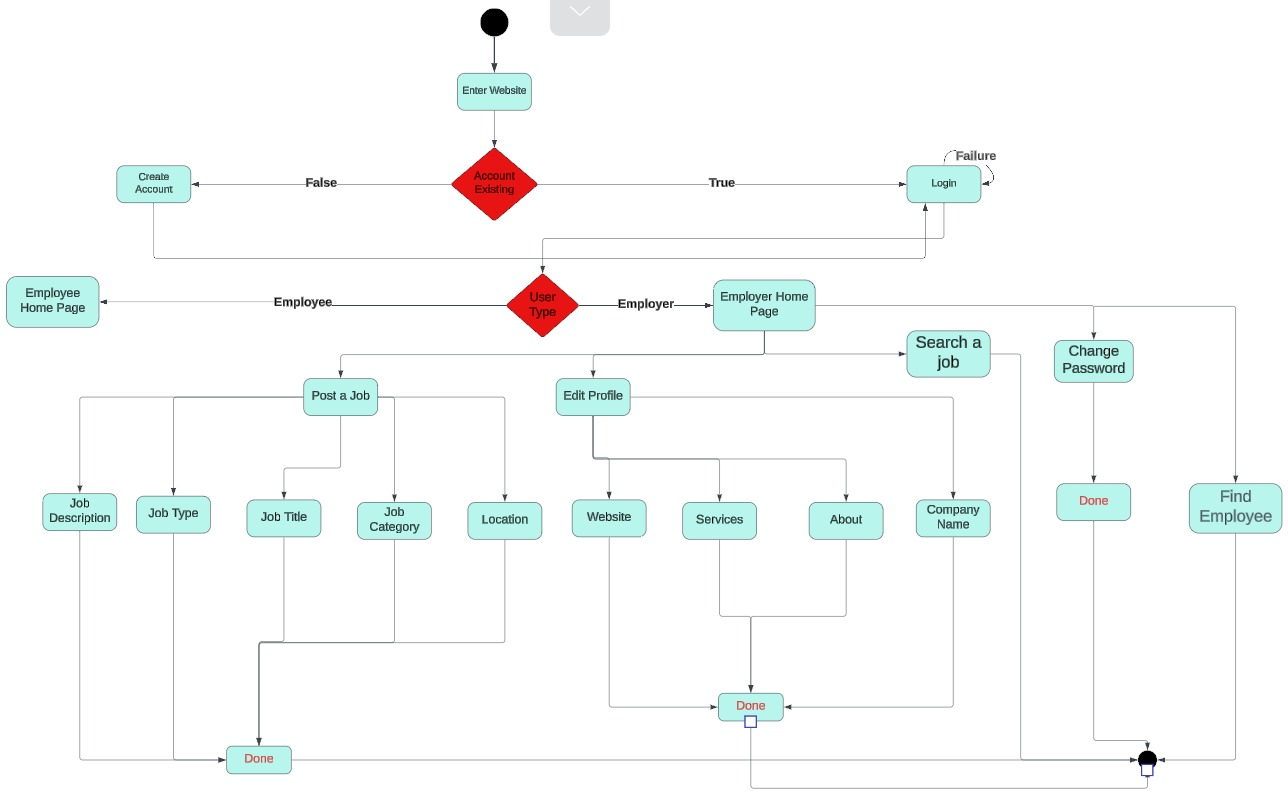 Enter Website
Account
Existing
False
True
Failure
Create
Account
Login
Employee
Home Page
Employee
User
Type
Employer
Employer Home
Page
Search a
job
Change
Password
Post a Job
Edit Profile
Job
Description
Job Type
Job Title
Job
Category
Location
Website
Services
About
Company
Name
Done
Find
Employee
Done
Done